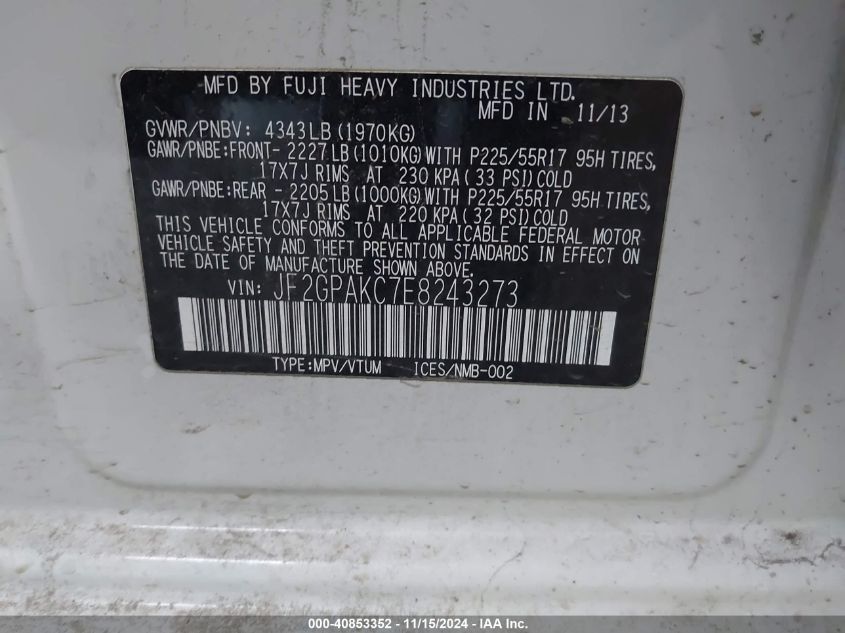 MFD BY FUJI HEAVY INDUSTRIES LTD.
MFD IN 11/13
GVWR/PNBV: 4343LB(1970KG)
GAWR/PNBE:FRONT- 2227LB(1010KG)WITH P225/55R17 95H TIRES,
17X7J RIMS AT 230 KPA(33 PSI)COLD
GAWR/PNBE:REAR - 2205LB(1000KG)WITH P225/55R17 95H TIRES,
17X7J RIMS AT 220 KPA(32 PSI)COLD
THIS VEHICLE CONFORMS TO ALL APPLICABLE FEDERAL MOTOR
VEHICLE SAFETY AND THEFT PREVENTION STANDARDS IN EFFECT ON
THE DATE OF MANUFACTURE SHOWN ABOVE.
VIN: JF2GPAKC7E8243273
TYPE:MPV/VTUM ICES/NMB-002
000-40853352 - 11/15/2024 - IAA Inc.